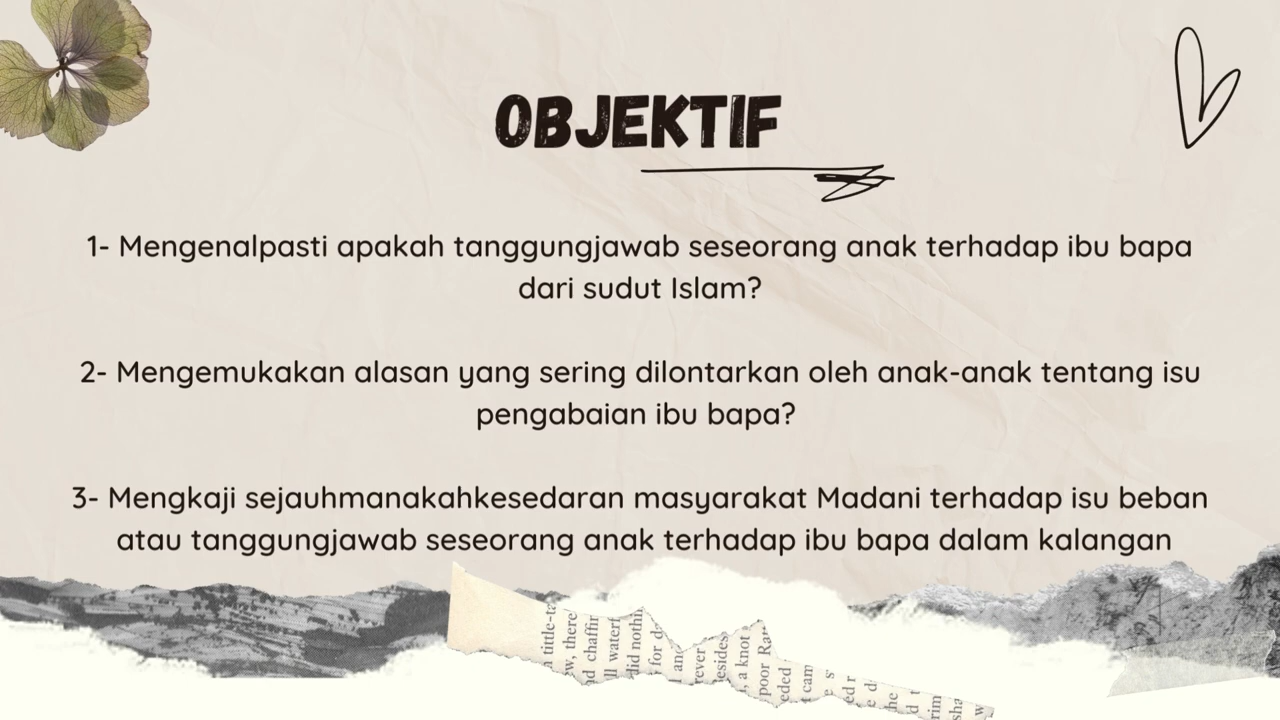 OBJEKTIF
1- Mengenalpasti apakah tanggungjawab seseorang anak terhadap ibu bapa
dari sudut Islam?
2- Mengemukakan alasan yang sering dilontarkan oleh anak-anak tentang isu
pengabaian ibu bapa?
3- Mengkaji sejauhmanakahkesedaran masyarakat Madani terhadap isu beban
atau tanggungjawab seseorang anak terhadap ibu bapa dalam kalangan